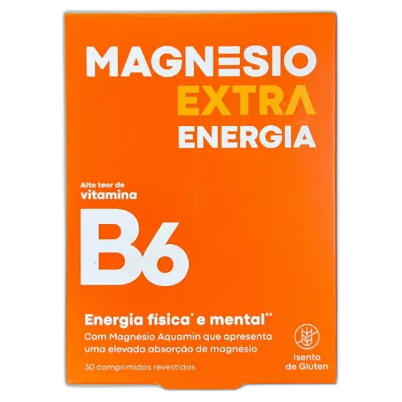 MAGNESIO
EXTRA
ENERGIA
Alto teor de
vitamina
B6
Energia física* e mental**
Com Magnésio Aquamin que apresenta
uma elevada absorção de magnésio
30 comprimidos revestidos
Isento
de Glúten